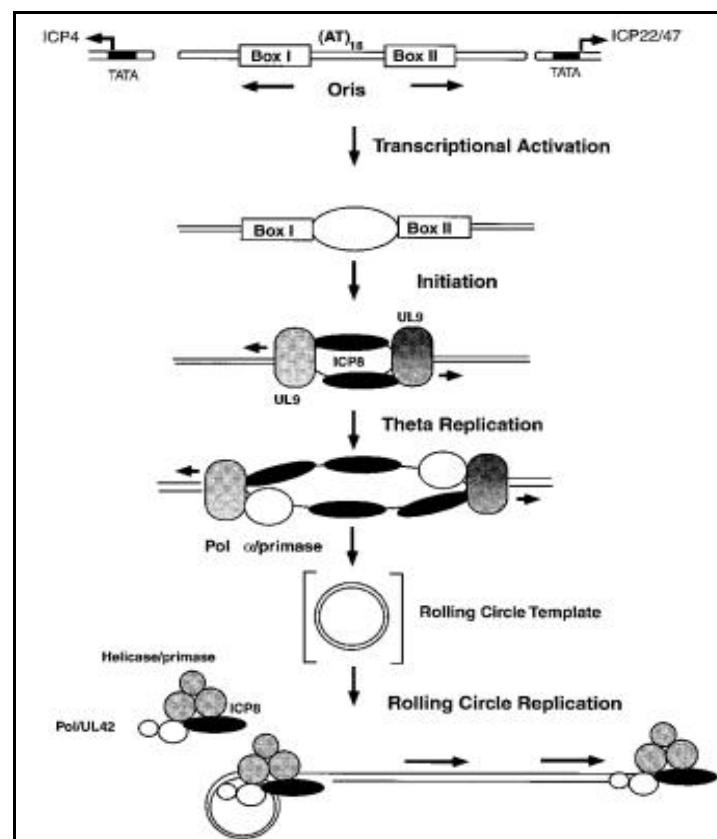 ICP4 (AT)18 ICP22/47
Box I Box II
TATA Oris TATA
Transcriptional Activation
Box I Box II
Initiation
UL9
ICP8
UL9
Theta Replication
Pol α/primase
Rolling Circle Template
Helicase/primase
Rolling Circle Replication
ICP8
Pol/UL42